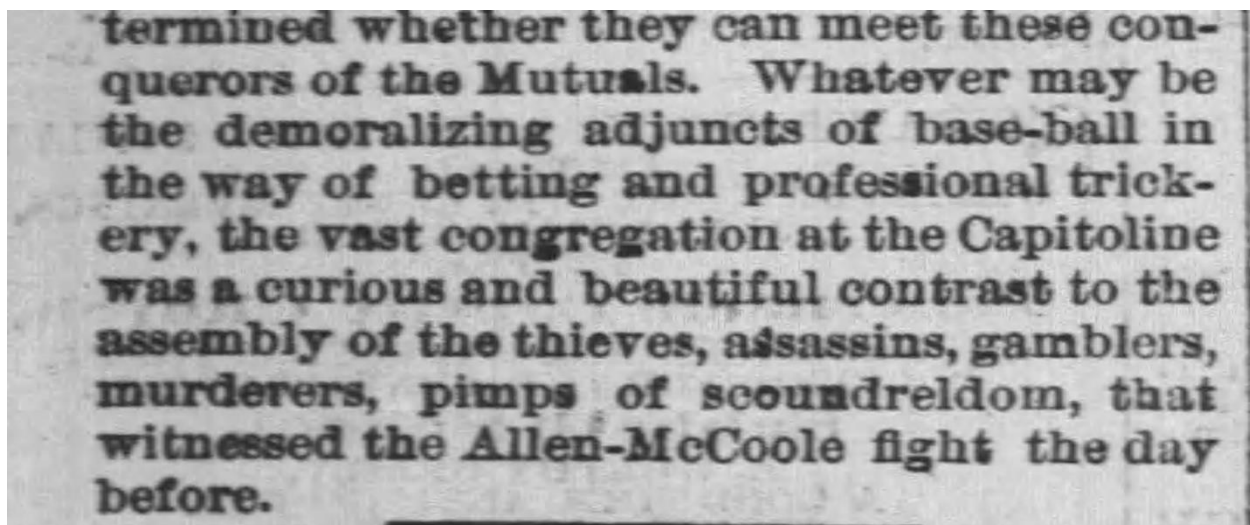 termined whether they can meet these con-
querors of the Mutuals. Whatever may be
the demoralizing adjuncts of base-ball in
the way of betting and professional trick-
ery, the vast congregation at the Capitoline
was a curious and beautiful contrast to the
assembly of the thieves, assassins, gamblers,
murderers, pimps of scoundreldom, that
witnessed the Allen-McCoole fight the day
before.